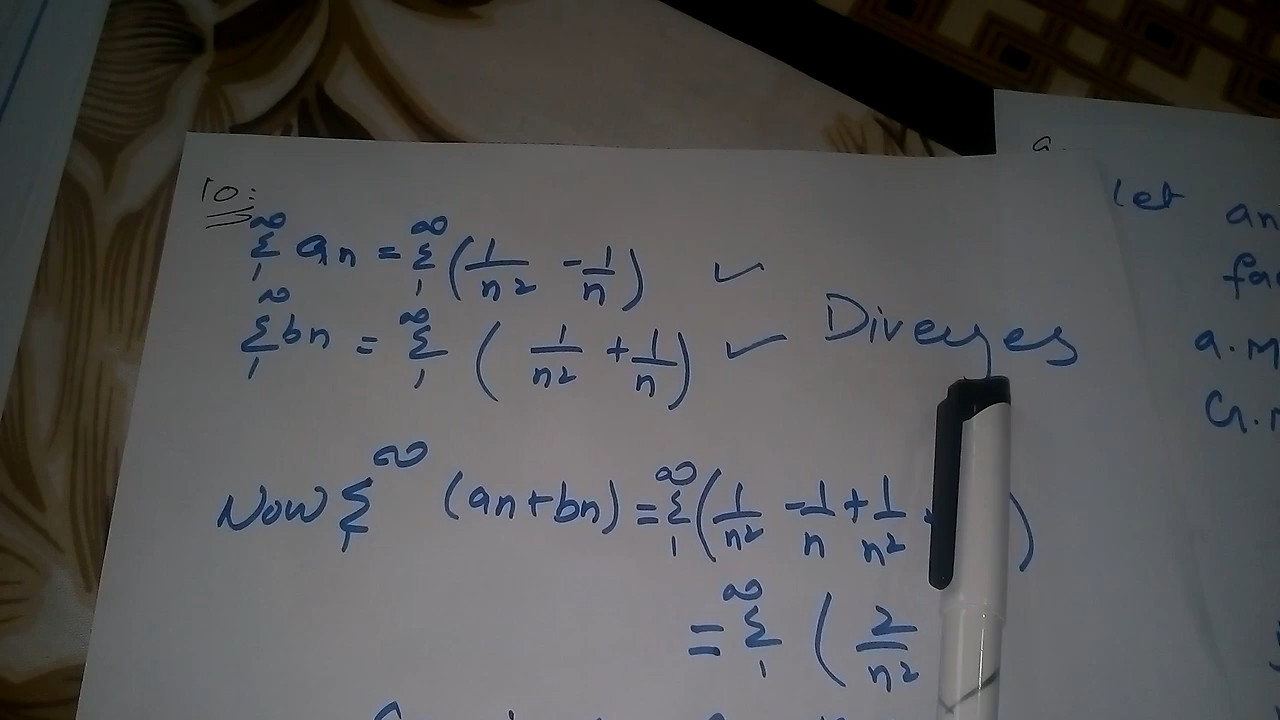 10:
∞ ∑ 1 an = ∞ ∑ 1 (1/n2 - 1/n) ✓
∞ ∑ 1 bn = ∞ ∑ 1 (1/n2 + 1/n) ✓ Diverges
Now ∑ ∞ 1 (an+bn) = ∞ ∑ 1 (1/n2 - 1/n + 1/n2 )
= ∞ ∑ 1 (2/n2
a
let an
a.M
G.M